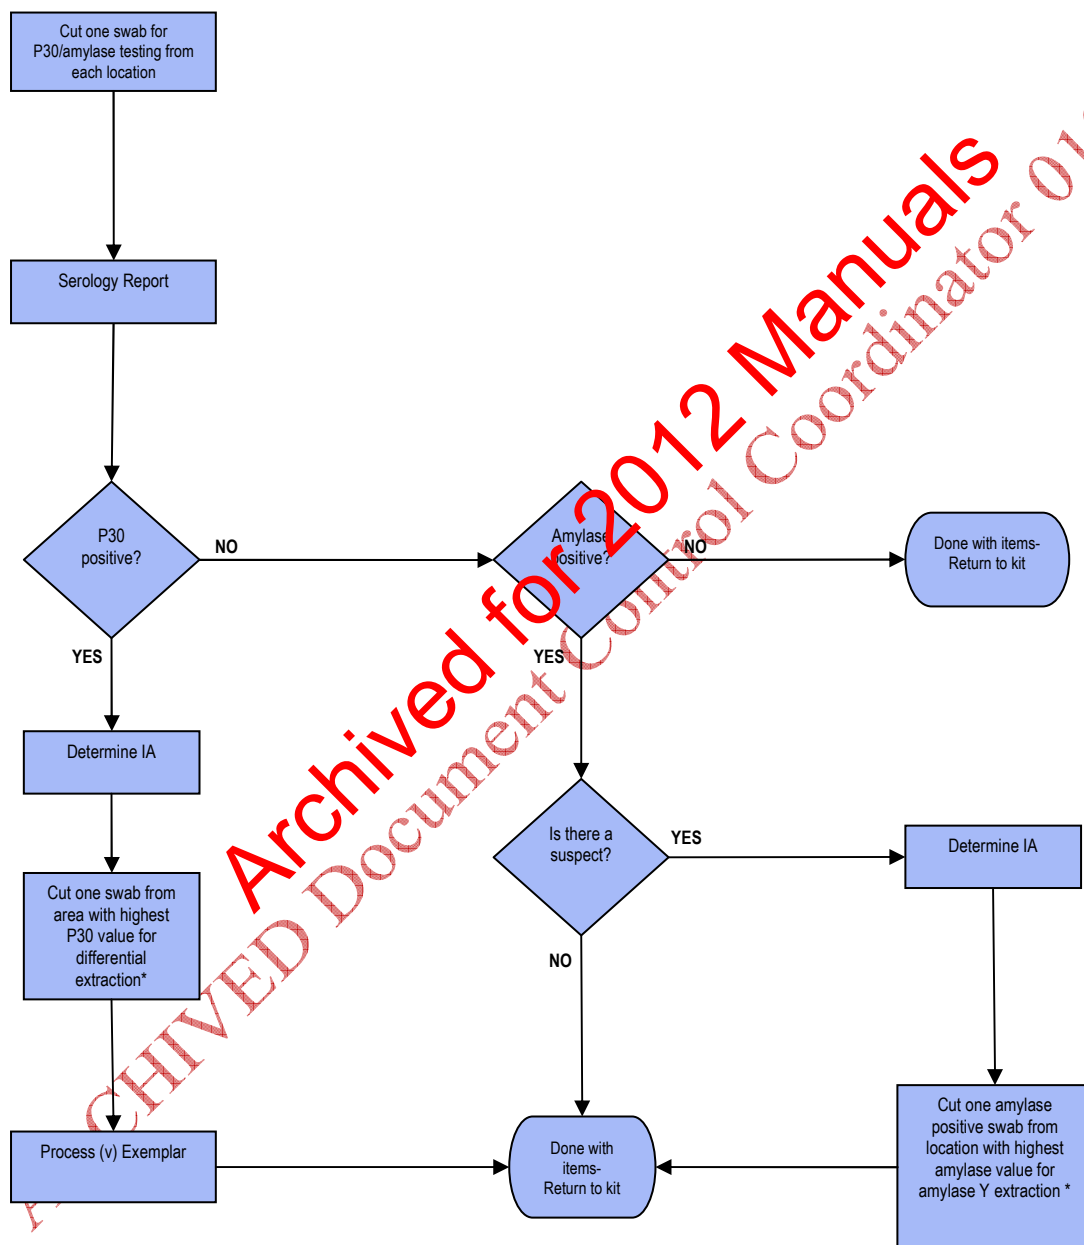 Cut one swab for
P30/amylase testing from
each location
Serology Report
P30
positive?
NO
Amylase
positive?
NO
Done with items-
Return to kit
YES
YES
Determine IA
Is there a
suspect?
YES
Determine IA
Cut one swab from
area with highest
P30 value for
differential
extraction*
NO
Process (v) Exemplar
Done with
items-
Return to kit
Cut one amylase
positive swab from
location with highest
amylase value for
amylase Y extraction *
Archived for 2012 Manuals
ARCHIVED Document Control Coordinator